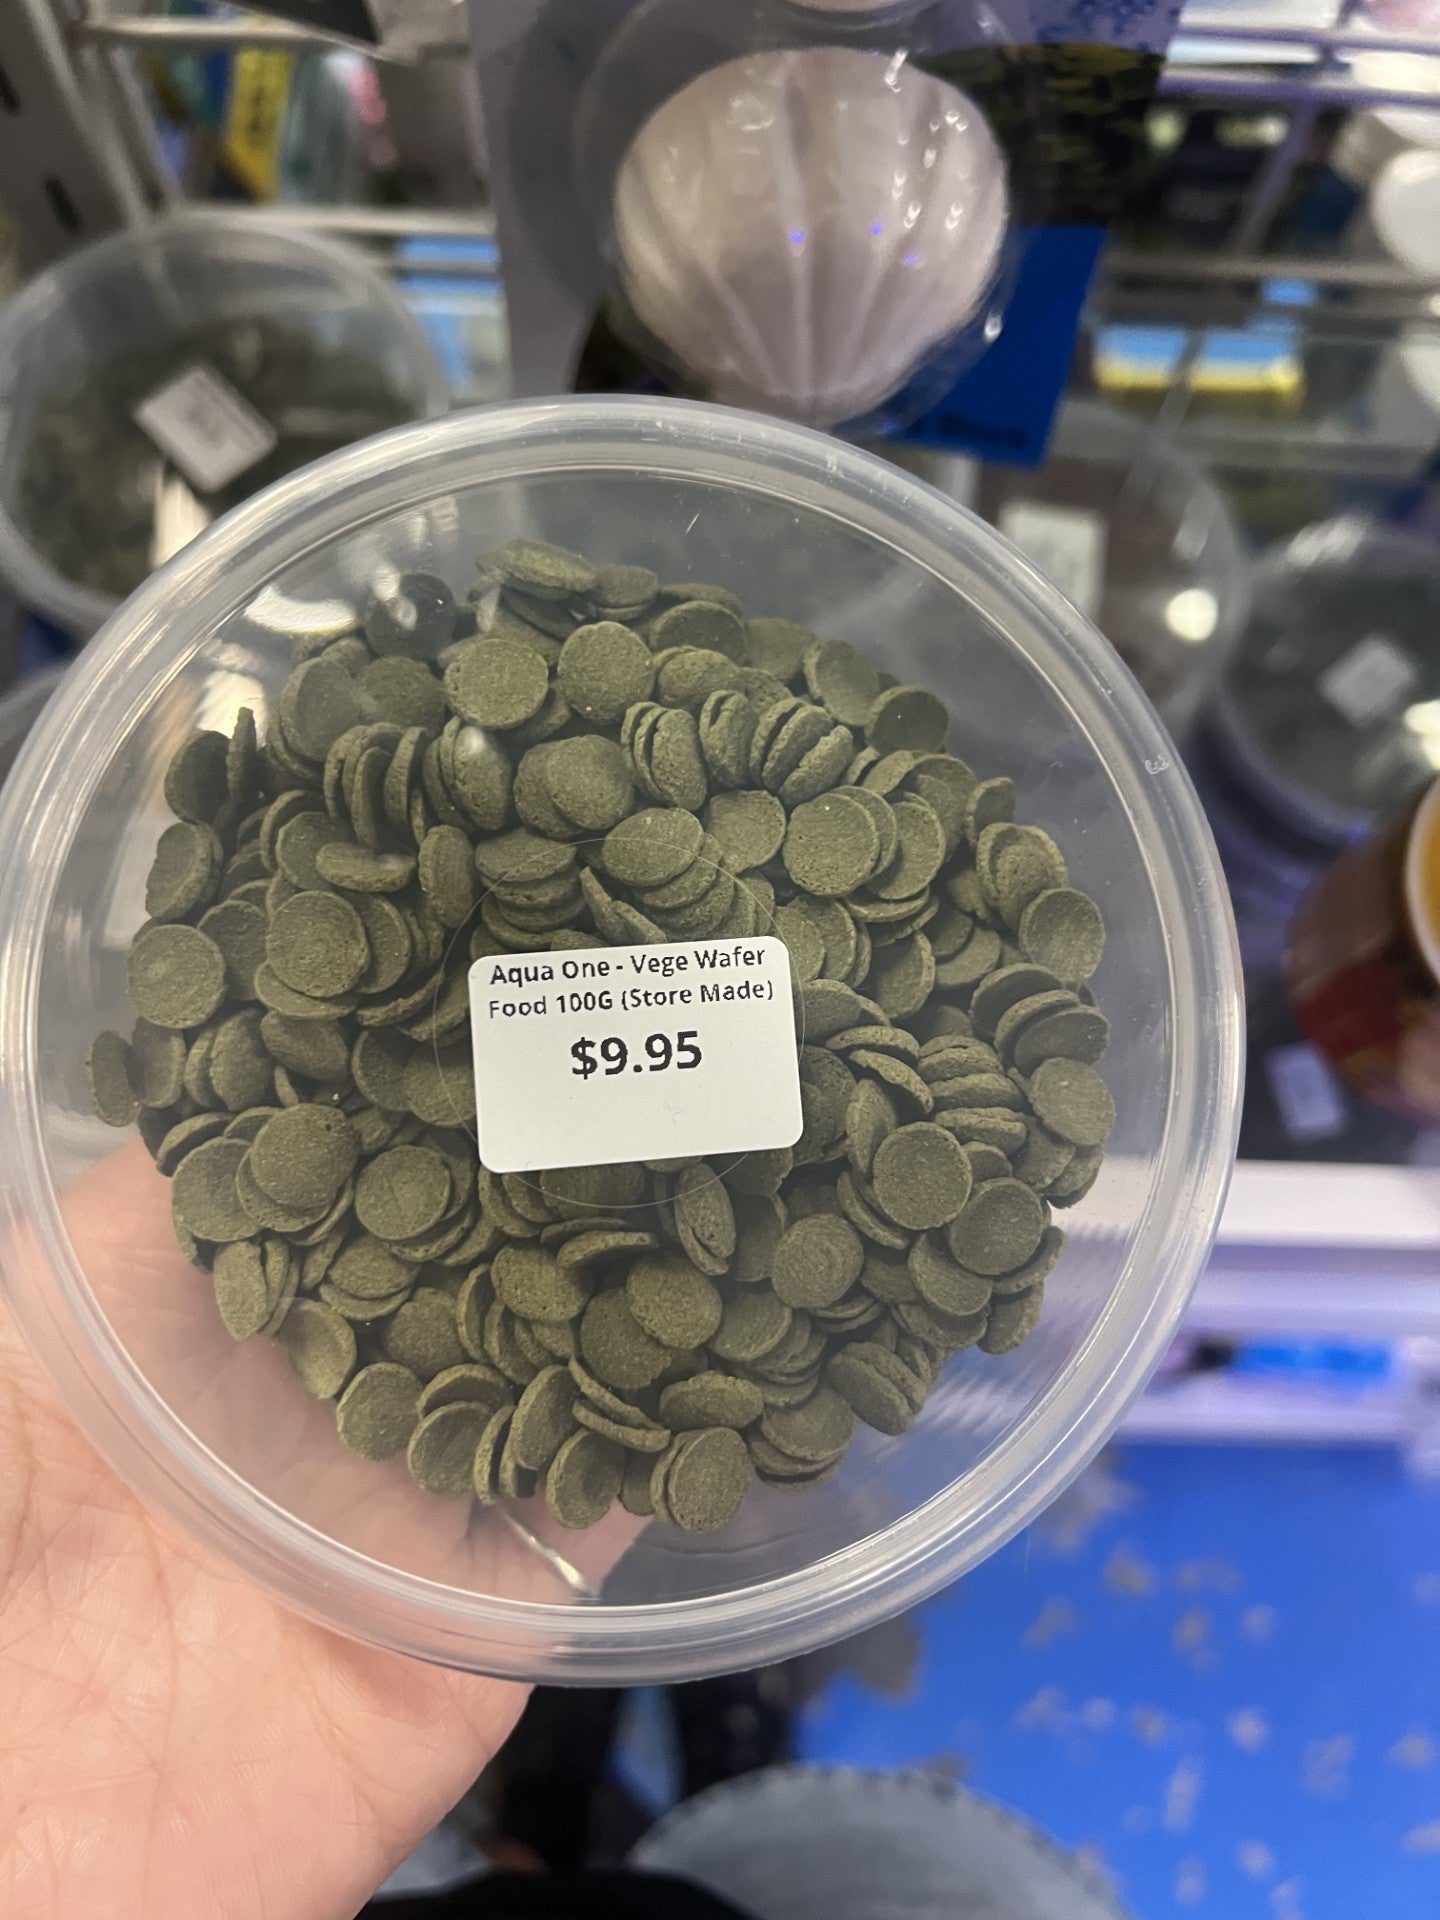 Aqua One - Vege Wafer
Food 100G (Store Made)
$9.95